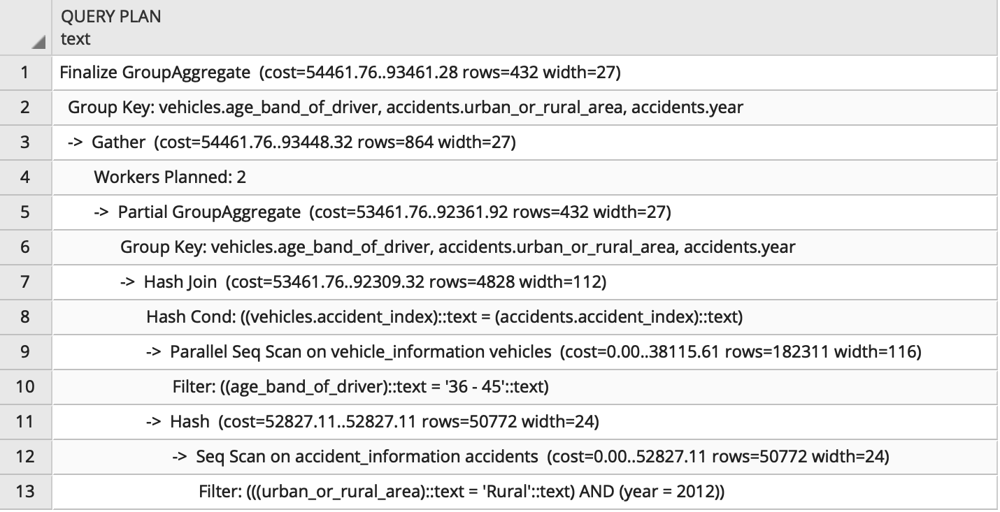 QUERY PLAN
text
1 Finalize GroupAggregate (cost=54461.76..93461.28 rows=432 width=27)
2 Group Key: vehicles.age_band_of_driver, accidents.urban_or_rural_area, accidents.year
3 -> Gather (cost=54461.76..93448.32 rows=864 width=27)
4 Workers Planned: 2
5 -> Partial GroupAggregate (cost=53461.76..92361.92 rows=432 width=27)
6 Group Key: vehicles.age_band_of_driver, accidents.urban_or_rural_area, accidents.year
7 -> Hash Join (cost=53461.76..92309.32 rows=4828 width=112)
8 Hash Cond: ((vehicles.accident_index)::text = (accidents.accident_index)::text)
9 -> Parallel Seq Scan on vehicle_information vehicles (cost=0.00..38115.61 rows=182311 width=116)
10 Filter: ((age_band_of_driver)::text = '36 - 45'::text)
11 -> Hash (cost=52827.11..52827.11 rows=50772 width=24)
12 -> Seq Scan on accident_information accidents (cost=0.00..52827.11 rows=50772 width=24)
13 Filter: (((urban_or_rural_area)::text = 'Rural'::text) AND (year = 2012))